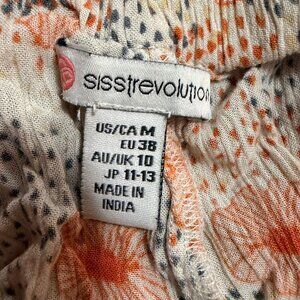 sisstrevolution
US/CA M
EU 38
AU/UK 10
JP 11-13
MADE IN
INDIA